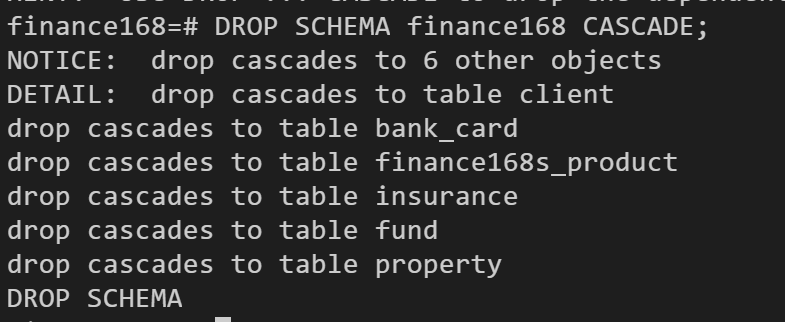 finance168=# DROP SCHEMA finance168 CASCADE;
NOTICE:  drop cascades to 6 other objects
DETAIL:  drop cascades to table client
drop cascades to table bank_card
drop cascades to table finance168s_product
drop cascades to table insurance
drop cascades to table fund
drop cascades to table property
DROP SCHEMA